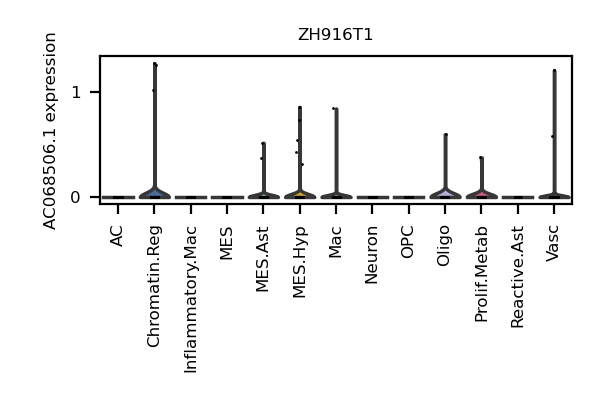 ZH916T1
AC068506.1 expression
1
0
AC
Chromatin.Reg
Inflammatory.Mac
MES
MES.Ast
MES.Hyp
Mac
Neuron
OPC
Oligo
Prolif.Metab
Reactive.Ast
Vasc